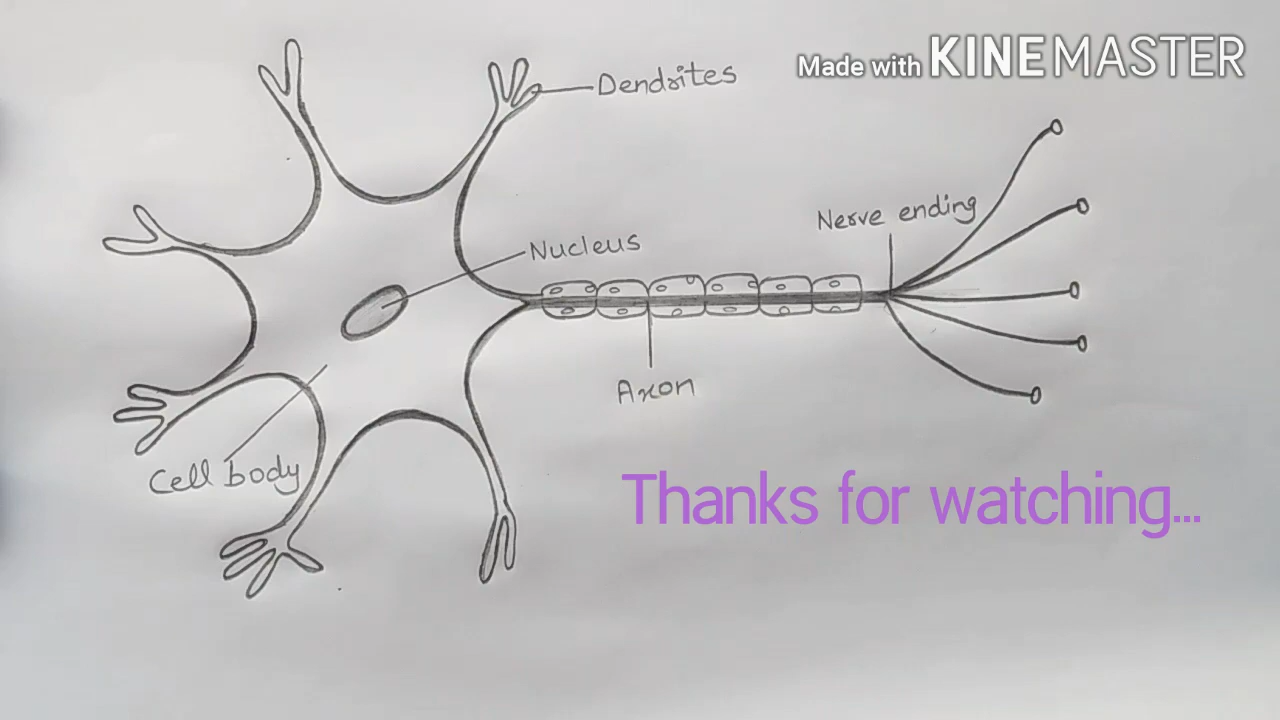 Made with KINEMASTER
Dendrites
Nerve ending
Nucleus
Axon
Cell body
Thanks for watching...